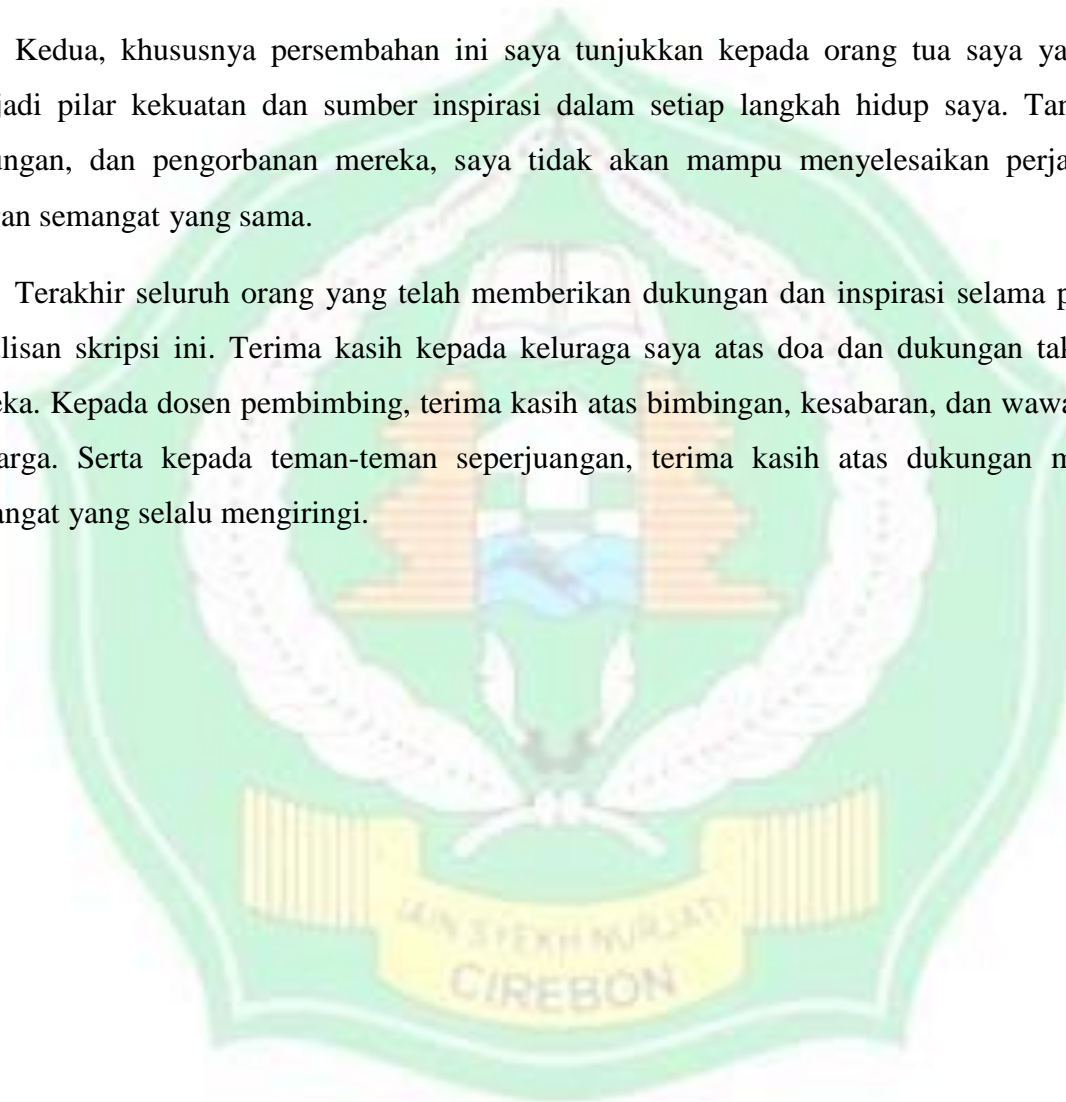 Kedua, khususnya persembahan ini saya tunjukkan kepada orang tua saya ya
jadi pilar kekuatan dan sumber inspirasi dalam setiap langkah hidup saya. Tan
ungan, dan pengorbanan mereka, saya tidak akan mampu menyelesaikan perja
an semangat yang sama.
Terakhir seluruh orang yang telah memberikan dukungan dan inspirasi selama p
lisan skripsi ini. Terima kasih kepada keluraga saya atas doa dan dukungan tak
eka. Kepada dosen pembimbing, terima kasih atas bimbingan, kesabaran, dan wawa
arga. Serta kepada teman-teman seperjuangan, terima kasih atas dukungan m
angat yang selalu mengiringi.
IAIN SYEKH NURJATI
CIREBON